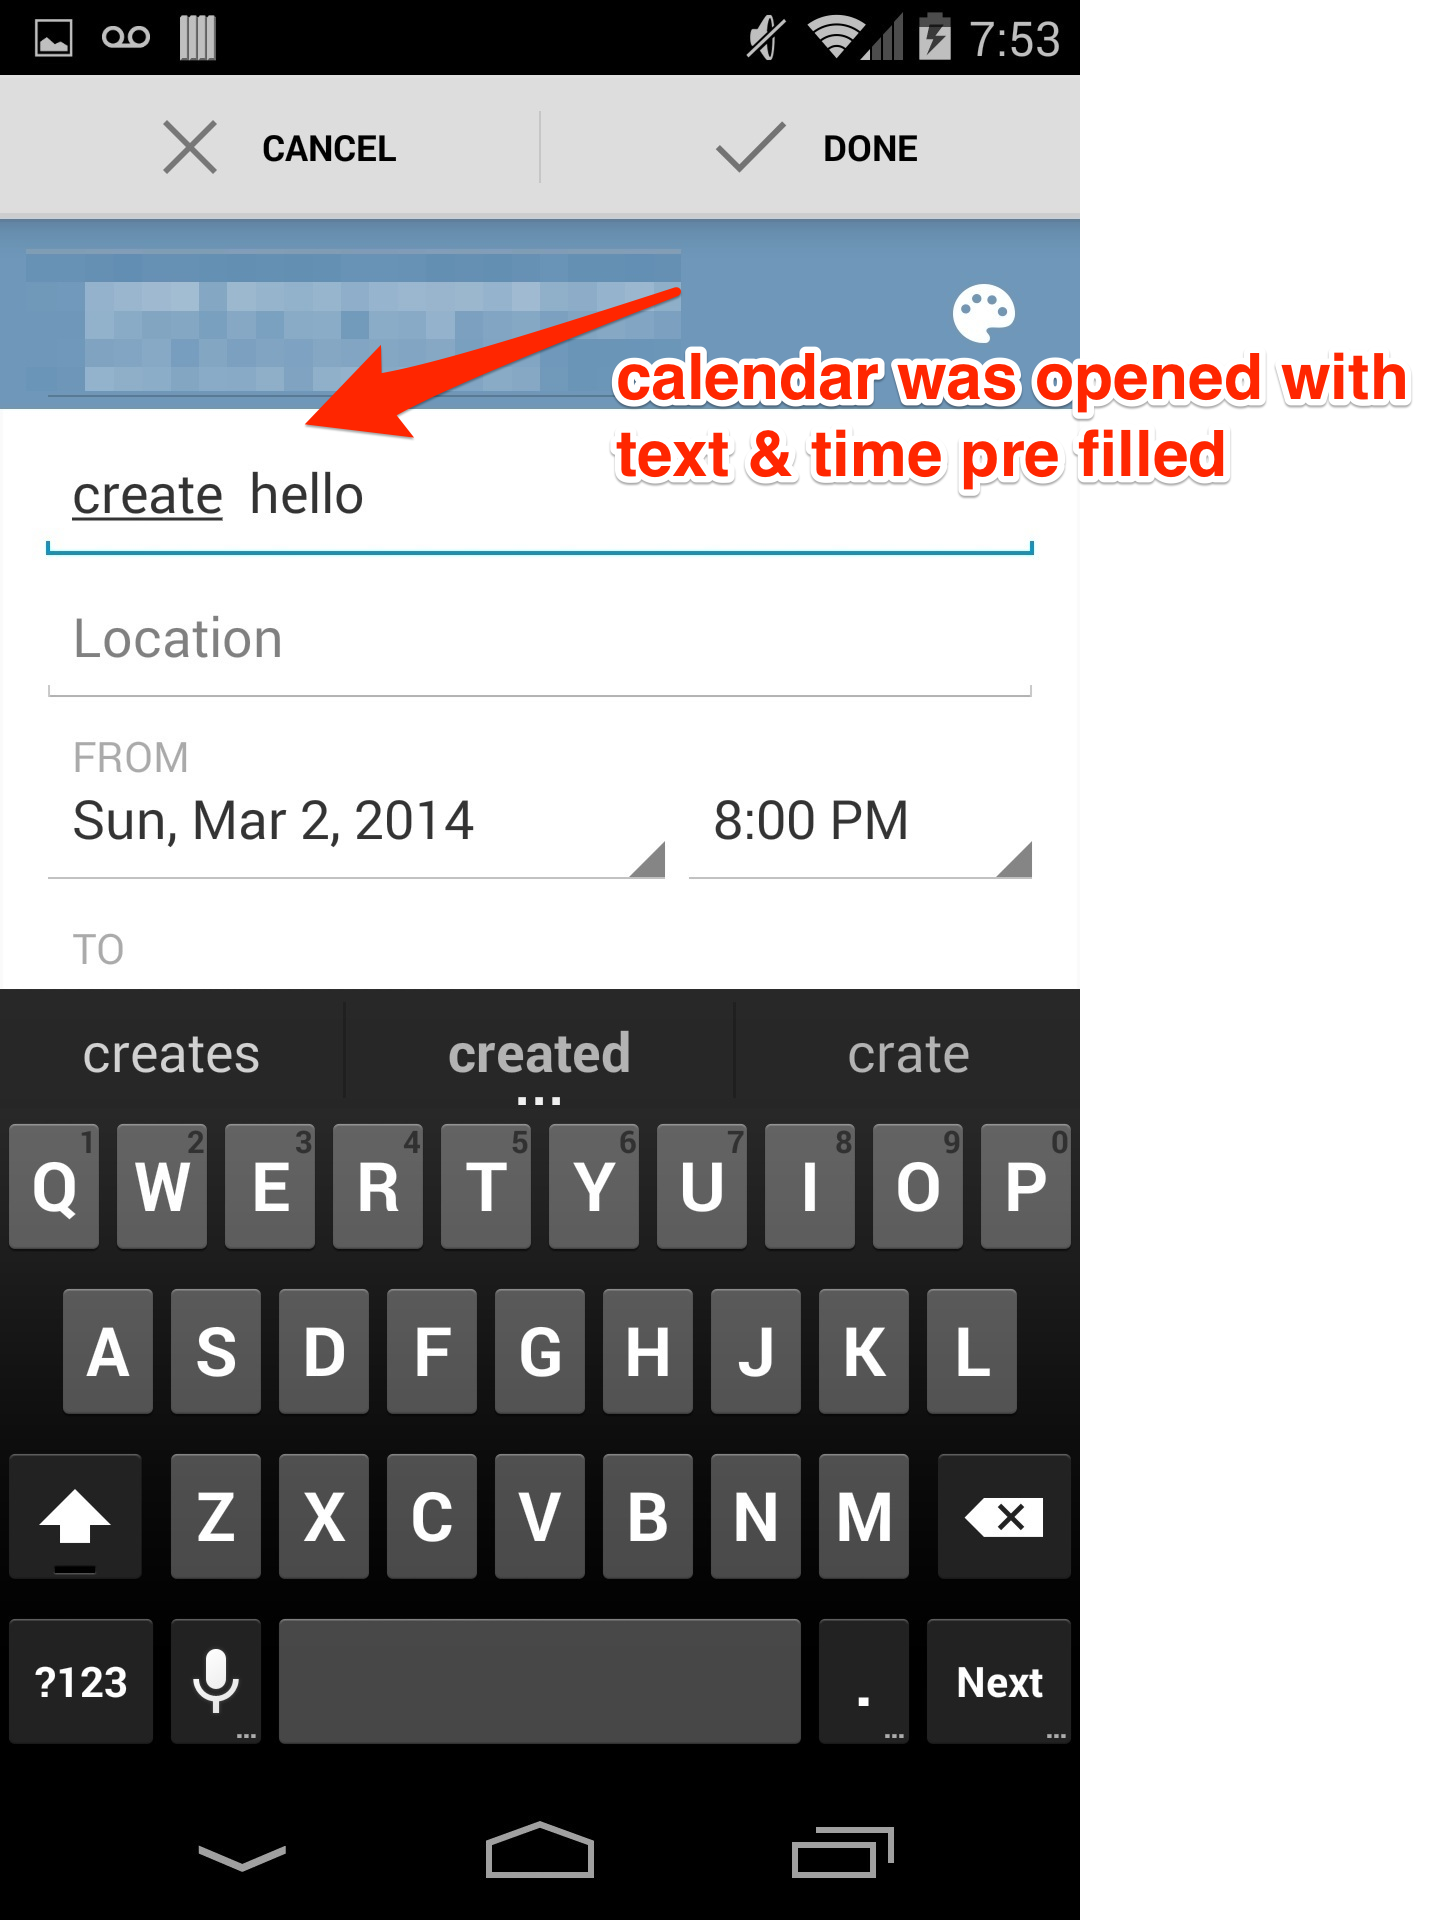 7:53
CANCEL
DONE
calendar was opened with
text & time pre filled
create  hello
Location
FROM
Sun, Mar 2, 2014
8:00 PM
TO
creates
created
...
crate
1 2 3 4 5 6 7 8 9 0
Q W E R T Y U I O P
A S D F G H J K L
Z X C V B N M
?123
...
.
...
Next
...